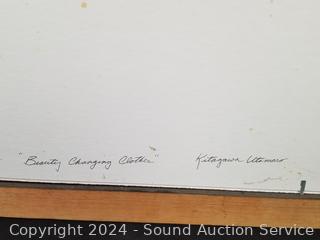 "Beauty Changing Clothes" Kitagawa Utamaro
Copyright 2024 - Sound Auction Service